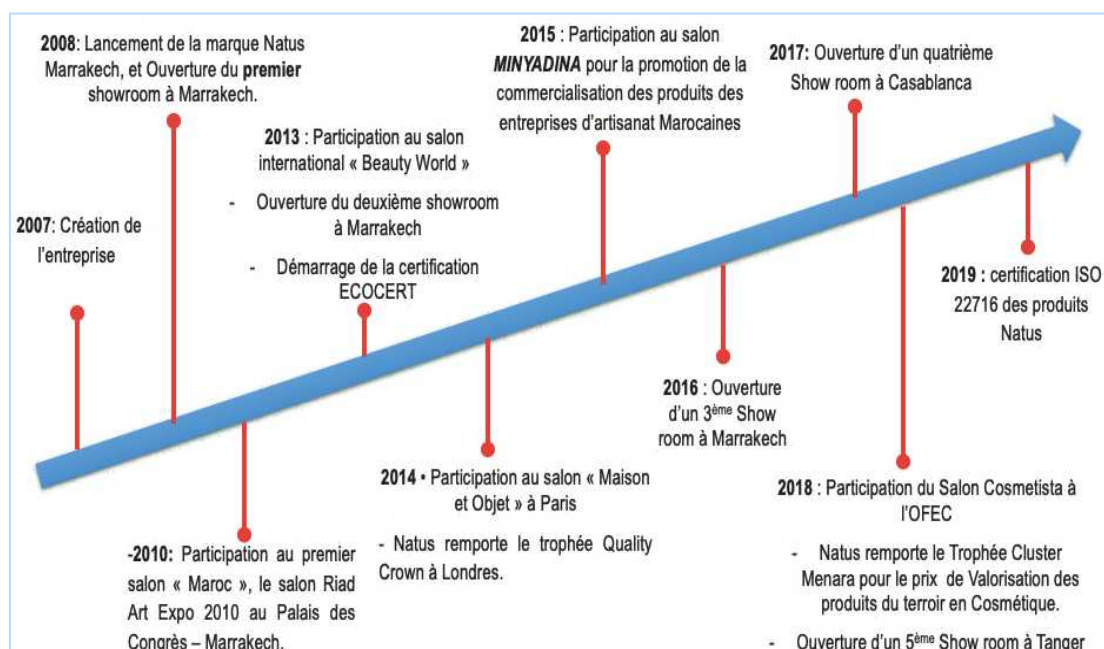 2007: Création de
l'entreprise
2008: Lancement de la marque Natus
Marrakech, et Ouverture du premier
showroom à Marrakech.
-2010: Participation au premier
salon « Maroc », le salon Riad
Art Expo 2010 au Palais des
Congrès – Marrakech.
2013 : Participation au salon
international « Beauty World »
- Ouverture du deuxième showroom
à Marrakech
- Démarrage de la certification
ECOCERT
2014 • Participation au salon « Maison
et Objet » à Paris
- Natus remporte le trophée Quality
Crown à Londres.
2015 : Participation au salon
MINYADINA pour la promotion de la
commercialisation des produits des
entreprises d'artisanat Marocaines
2016 : Ouverture
d'un 3ème Show
room à Marrakech
2017: Ouverture d'un quatrième
Show room à Casablanca
2018 : Participation du Salon Cosmetista à
l'OFEC
- Natus remporte le Trophée Cluster
Menara pour le prix de Valorisation des
produits du terroir en Cosmétique.
- Ouverture d'un 5ème Show room à Tanger
2019 : certification ISO
22716 des produits
Natus